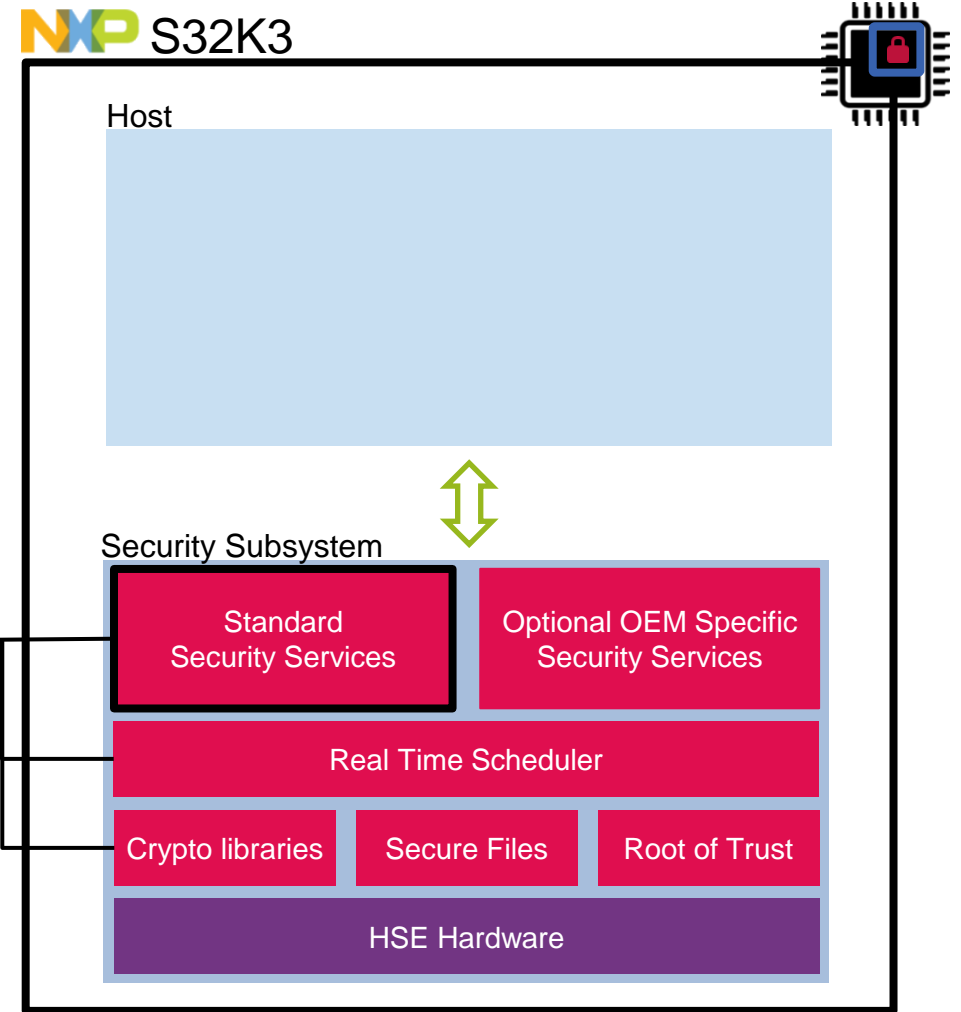 NXP S32K3
Host
Security Subsystem
Standard
Security Services
Optional OEM Specific
Security Services
Real Time Scheduler
Crypto libraries
Secure Files
Root of Trust
HSE Hardware